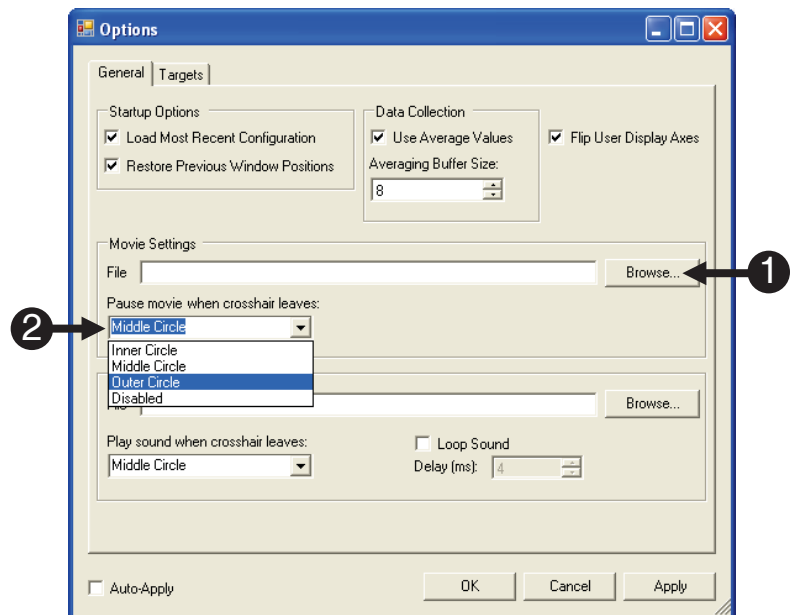 Options
General Targets
Startup Options
Load Most Recent Configuration
Restore Previous Window Positions
Data Collection
Use Average Values
Averaging Buffer Size:
8
Flip User Display Axes
Movie Settings
File Browse... 1
Pause movie when crosshair leaves:
2 Middle Circle
Inner Circle
Middle Circle
Outer Circle
Disabled
Browse...
Play sound when crosshair leaves:
Middle Circle
Loop Sound
Delay (ms): 4
Auto-Apply OK Cancel Apply